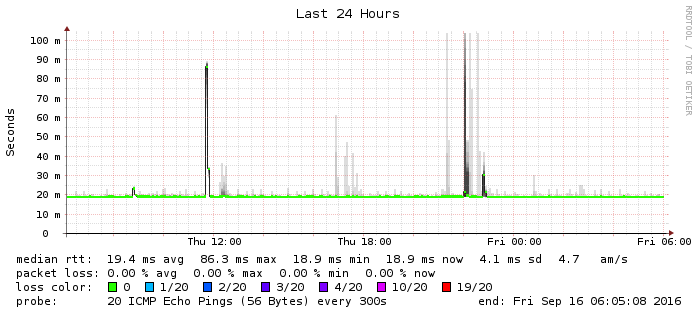 Last 24 Hours
RRDTOOL / TOBI OETIKER
Seconds
100 m
90 m
80 m
70 m
60 m
50 m
40 m
30 m
20 m
10 m
0
Thu 12:00 Thu 18:00 Fri 00:00 Fri 06:00
median rtt: 19.4 ms avg 86.3 ms max 18.9 ms min 18.9 ms now 4.1 ms sd 4.7 am/s
packet loss: 0.00 % avg 0.00 % max 0.00 % min 0.00 % now
loss color: 0 1/20 2/20 3/20 4/20 10/20 19/20
probe: 20 ICMP Echo Pings (56 Bytes) every 300s end: Fri Sep 16 06:05:08 2016